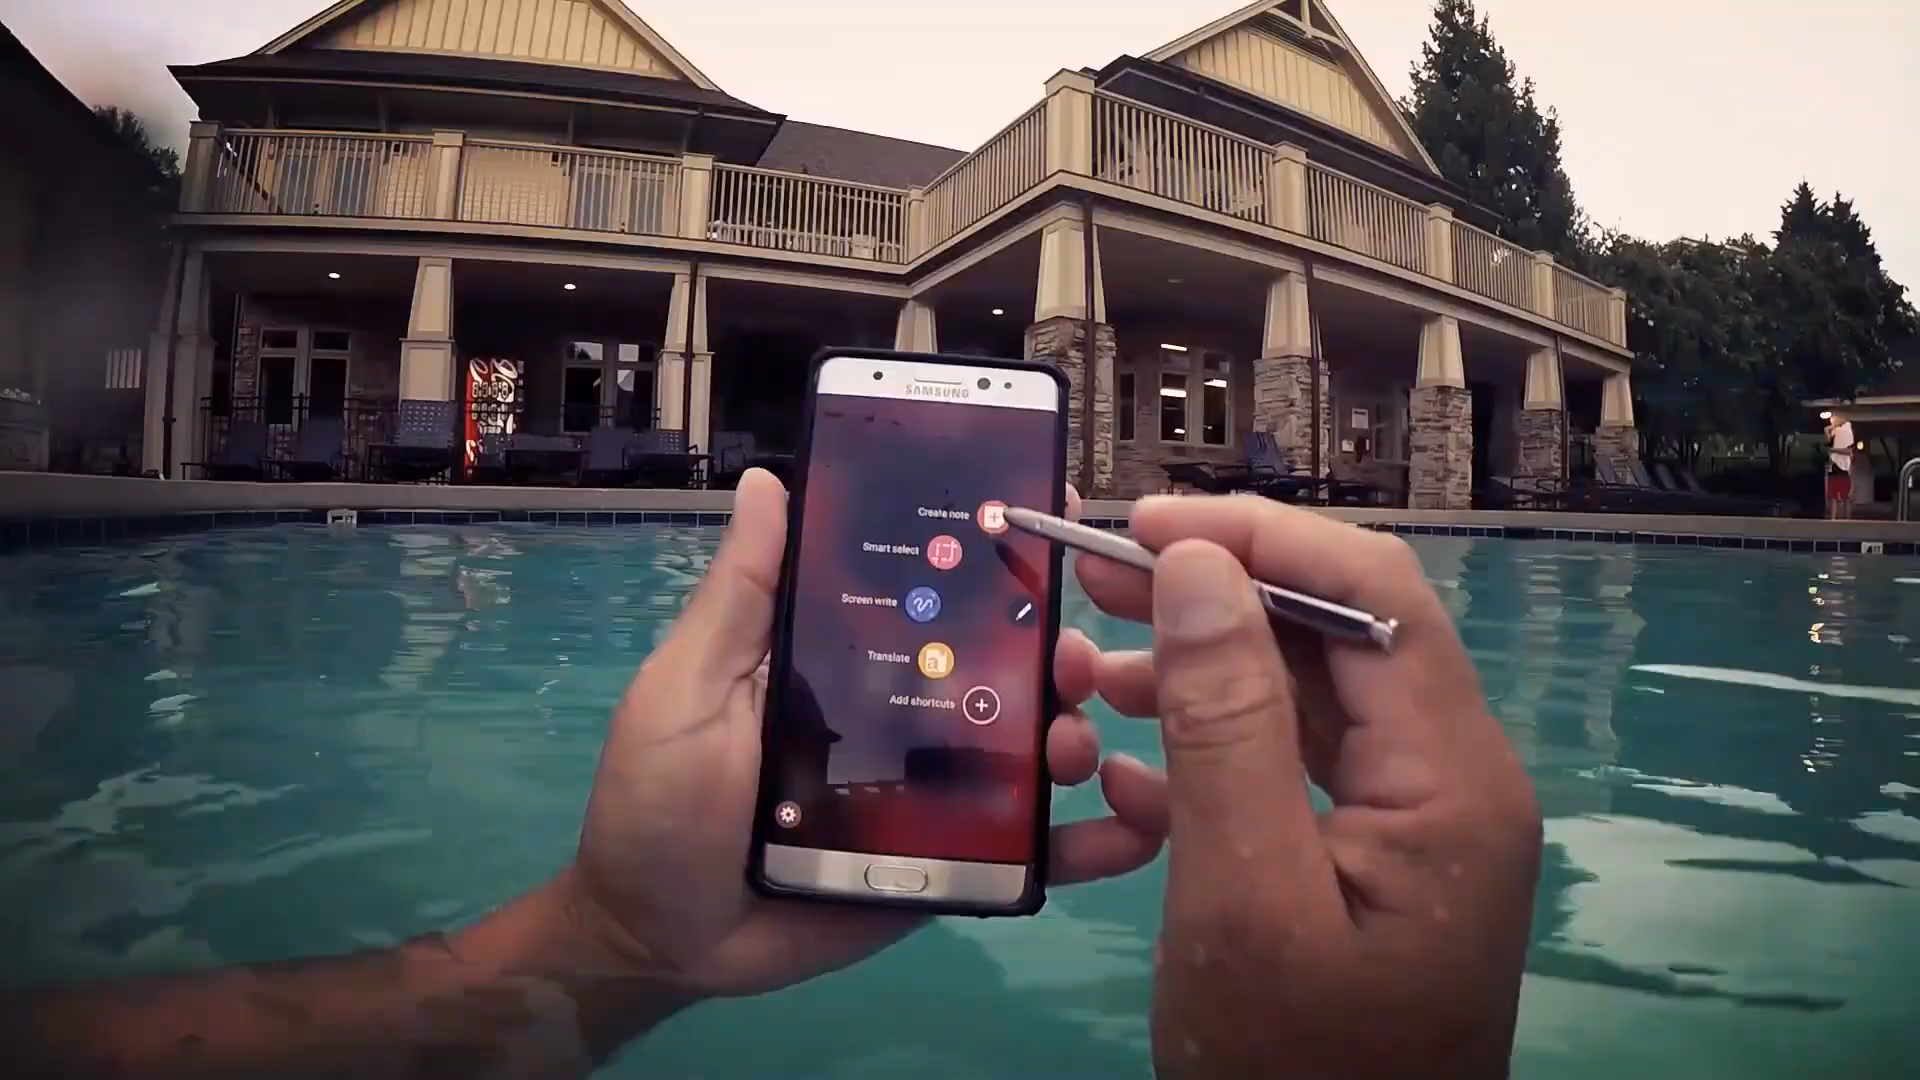 SAMSUNG
Create note
Smart select
Screen write
Translate
Add shortcuts